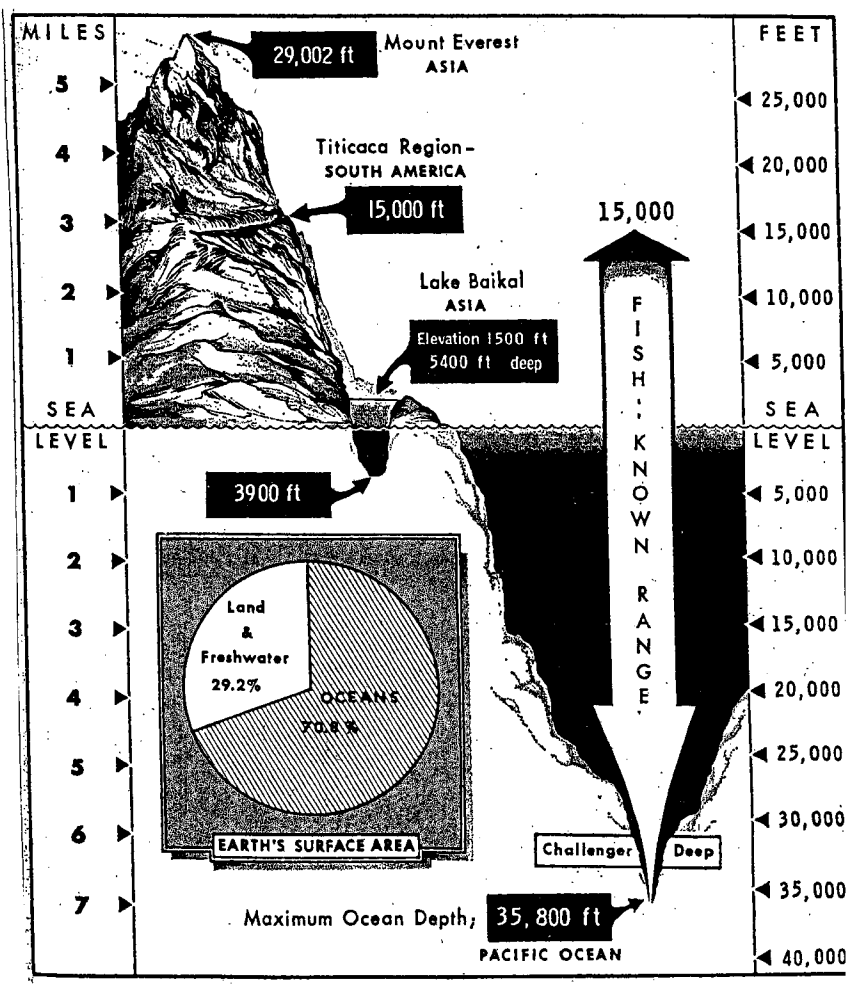 MILES
5
4
3
2
1
SEA
LEVEL
1
2
3
4
5
6
7
29,002 ft
Mount Everest
ASIA
Titicaca Region–
SOUTH AMERICA
15,000 ft
Lake Baikal
ASIA
Elevation 1500 ft
5400 ft deep
3900 ft
Land
&
Freshwater
29.2%
OCEANS
70.8%
EARTH'S SURFACE AREA
15,000
FISH'
KNOWN
RANGE
Challenger Deep
Maximum Ocean Depth;
35,800 ft
PACIFIC OCEAN
FEET
25,000
20,000
15,000
10,000
5,000
SEA
LEVEL
5,000
10,000
15,000
20,000
25,000
30,000
35,000
40,000